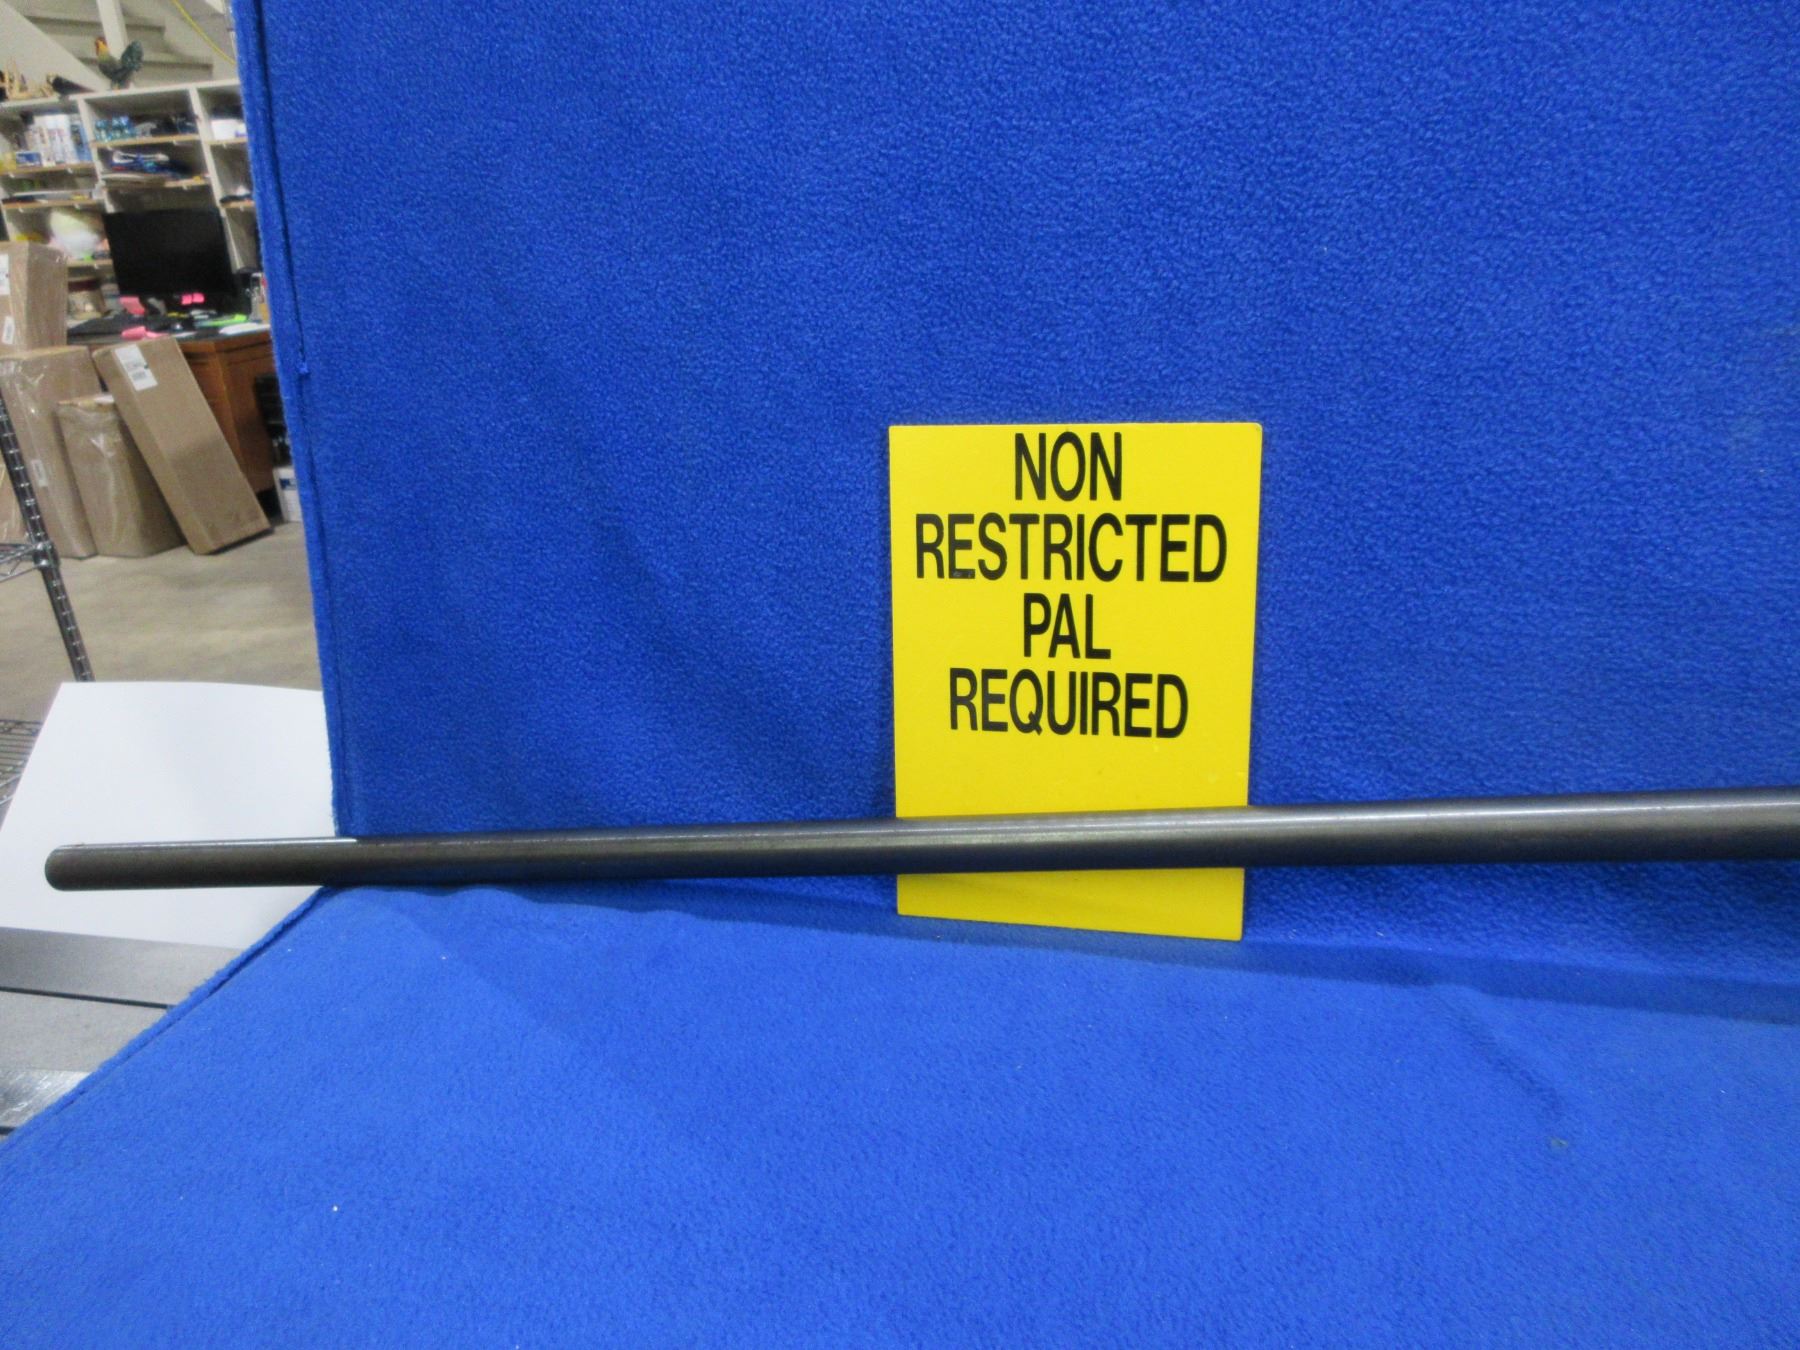 NON
RESTRICTED
PAL
REQUIRED